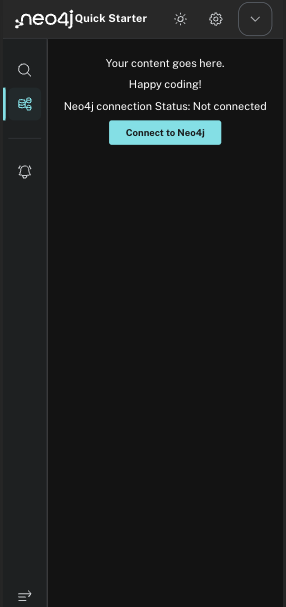 neo4j Quick Starter
Your content goes here.
Happy coding!
Neo4j connection Status: Not connected
Connect to Neo4j